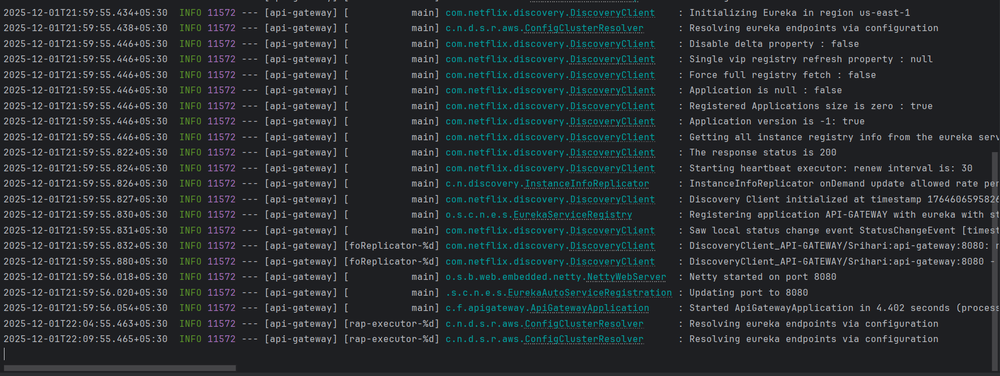 2025-12-01T21:59:55.434+05:30  INFO 11572 --- [api-gateway] [           main] com.netflix.discovery.DiscoveryClient    : Initializing Eureka in region us-east-1
2025-12-01T21:59:55.438+05:30  INFO 11572 --- [api-gateway] [           main] c.n.d.s.r.aws.ConfigClusterResolver      : Resolving eureka endpoints via configuration
2025-12-01T21:59:55.446+05:30  INFO 11572 --- [api-gateway] [           main] com.netflix.discovery.DiscoveryClient    : Disable delta property : false
2025-12-01T21:59:55.446+05:30  INFO 11572 --- [api-gateway] [           main] com.netflix.discovery.DiscoveryClient    : Single vip registry refresh property : null
2025-12-01T21:59:55.446+05:30  INFO 11572 --- [api-gateway] [           main] com.netflix.discovery.DiscoveryClient    : Force full registry fetch : false
2025-12-01T21:59:55.446+05:30  INFO 11572 --- [api-gateway] [           main] com.netflix.discovery.DiscoveryClient    : Application is null : false
2025-12-01T21:59:55.446+05:30  INFO 11572 --- [api-gateway] [           main] com.netflix.discovery.DiscoveryClient    : Registered Applications size is zero : true
2025-12-01T21:59:55.446+05:30  INFO 11572 --- [api-gateway] [           main] com.netflix.discovery.DiscoveryClient    : Application version is -1: true
2025-12-01T21:59:55.446+05:30  INFO 11572 --- [api-gateway] [           main] com.netflix.discovery.DiscoveryClient    : Getting all instance registry info from the eureka serv
2025-12-01T21:59:55.822+05:30  INFO 11572 --- [api-gateway] [           main] com.netflix.discovery.DiscoveryClient    : The response status is 200
2025-12-01T21:59:55.824+05:30  INFO 11572 --- [api-gateway] [           main] com.netflix.discovery.DiscoveryClient    : Starting heartbeat executor: renew interval is: 30
2025-12-01T21:59:55.826+05:30  INFO 11572 --- [api-gateway] [           main] c.n.discovery.InstanceInfoReplicator     : InstanceInfoReplicator onDemand update allowed rate per
2025-12-01T21:59:55.827+05:30  INFO 11572 --- [api-gateway] [           main] com.netflix.discovery.DiscoveryClient    : Discovery Client initialized at timestamp 1764606595826
2025-12-01T21:59:55.830+05:30  INFO 11572 --- [api-gateway] [           main] o.s.c.n.e.s.EurekaServiceRegistry        : Registering application API-GATEWAY with eureka with st
2025-12-01T21:59:55.831+05:30  INFO 11572 --- [api-gateway] [           main] com.netflix.discovery.DiscoveryClient    : Saw local status change event StatusChangeEvent [timest
2025-12-01T21:59:55.832+05:30  INFO 11572 --- [api-gateway] [foReplicator-%d] com.netflix.discovery.DiscoveryClient    : DiscoveryClient_API-GATEWAY/Srihari:api-gateway:8080:
2025-12-01T21:59:55.880+05:30  INFO 11572 --- [api-gateway] [foReplicator-%d] com.netflix.discovery.DiscoveryClient    : DiscoveryClient_API-GATEWAY/Srihari:api-gateway:8080 -
2025-12-01T21:59:56.018+05:30  INFO 11572 --- [api-gateway] [           main] o.s.b.web.embedded.netty.NettyWebServer  : Netty started on port 8080
2025-12-01T21:59:56.020+05:30  INFO 11572 --- [api-gateway] [           main] .s.c.n.e.s.EurekaAutoServiceRegistration : Updating port to 8080
2025-12-01T21:59:56.054+05:30  INFO 11572 --- [api-gateway] [           main] c.f.apigateway.ApiGatewayApplication     : Started ApiGatewayApplication in 4.402 seconds (process
2025-12-01T22:04:55.463+05:30  INFO 11572 --- [api-gateway] [rap-executor-%d] c.n.d.s.r.aws.ConfigClusterResolver      : Resolving eureka endpoints via configuration
2025-12-01T22:09:55.465+05:30  INFO 11572 --- [api-gateway] [rap-executor-%d] c.n.d.s.r.aws.ConfigClusterResolver      : Resolving eureka endpoints via configuration